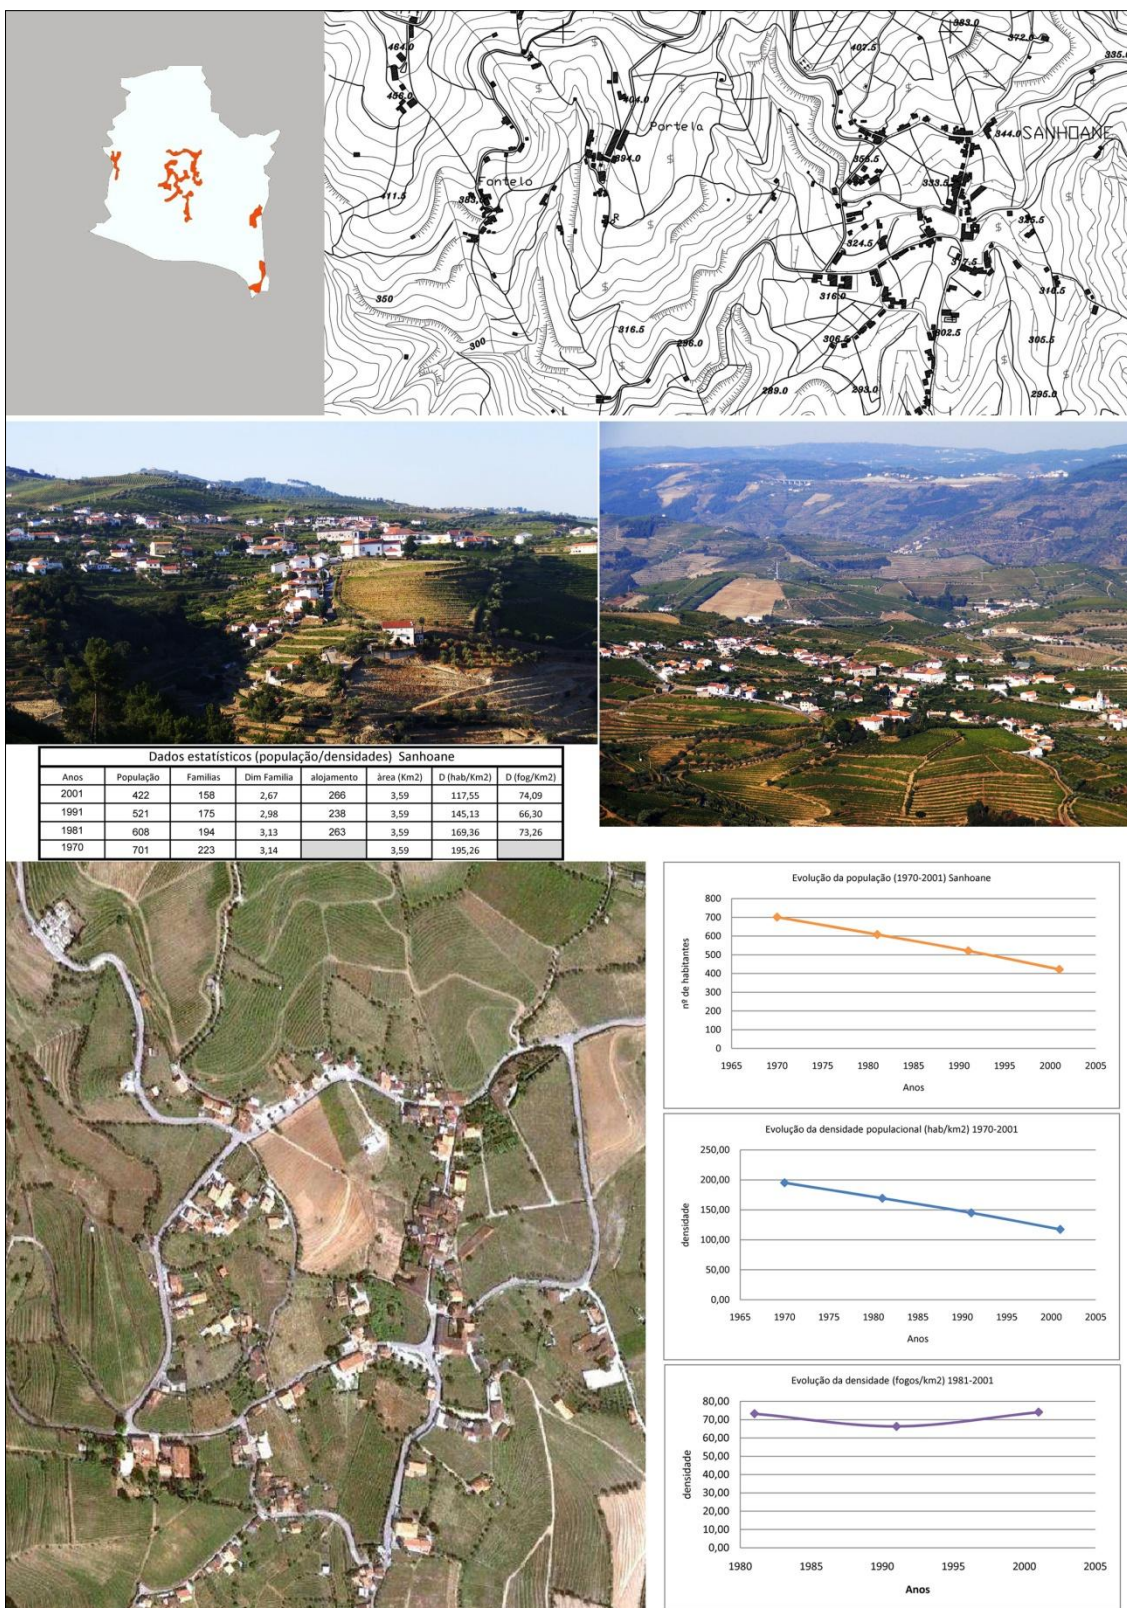 383.0
464.0
407.5
372.0
335.0
456.0
404.0
Portela
344.0
SANHOANE
394.0
356.5
Fontelo
333.5
411.5
383,0
R
325.5
324.5
317.5
350
316.0
310.5
316.5
300
296.0
306.5
302.5
305.5
289.0
293.0
295.0
Dados estatísticos (população/densidades) Sanhoane
Anos População Familias Dim Familia alojamento àrea (Km2) D (hab/Km2) D (fog/Km2)
2001 422 158 2,67 266 3,59 117,55 74,09
1991 521 175 2,98 238 3,59 145,13 66,30
1981 608 194 3,13 263 3,59 169,36 73,26
1970 701 223 3,14 3,59 195,26
Evolução da população (1970-2001) Sanhoane
nº de habitantes
800
700
600
500
400
300
200
100
0
1965 1970 1975 1980 1985 1990 1995 2000 2005
Anos
Evolução da densidade populacional (hab/km2) 1970-2001
densidade
250,00
200,00
150,00
100,00
50,00
0,00
1965 1970 1975 1980 1985 1990 1995 2000 2005
Anos
Evolução da densidade (fogos/km2) 1981-2001
densidade
80,00
70,00
60,00
50,00
40,00
30,00
20,00
10,00
0,00
1980 1985 1990 1995 2000 2005
Anos